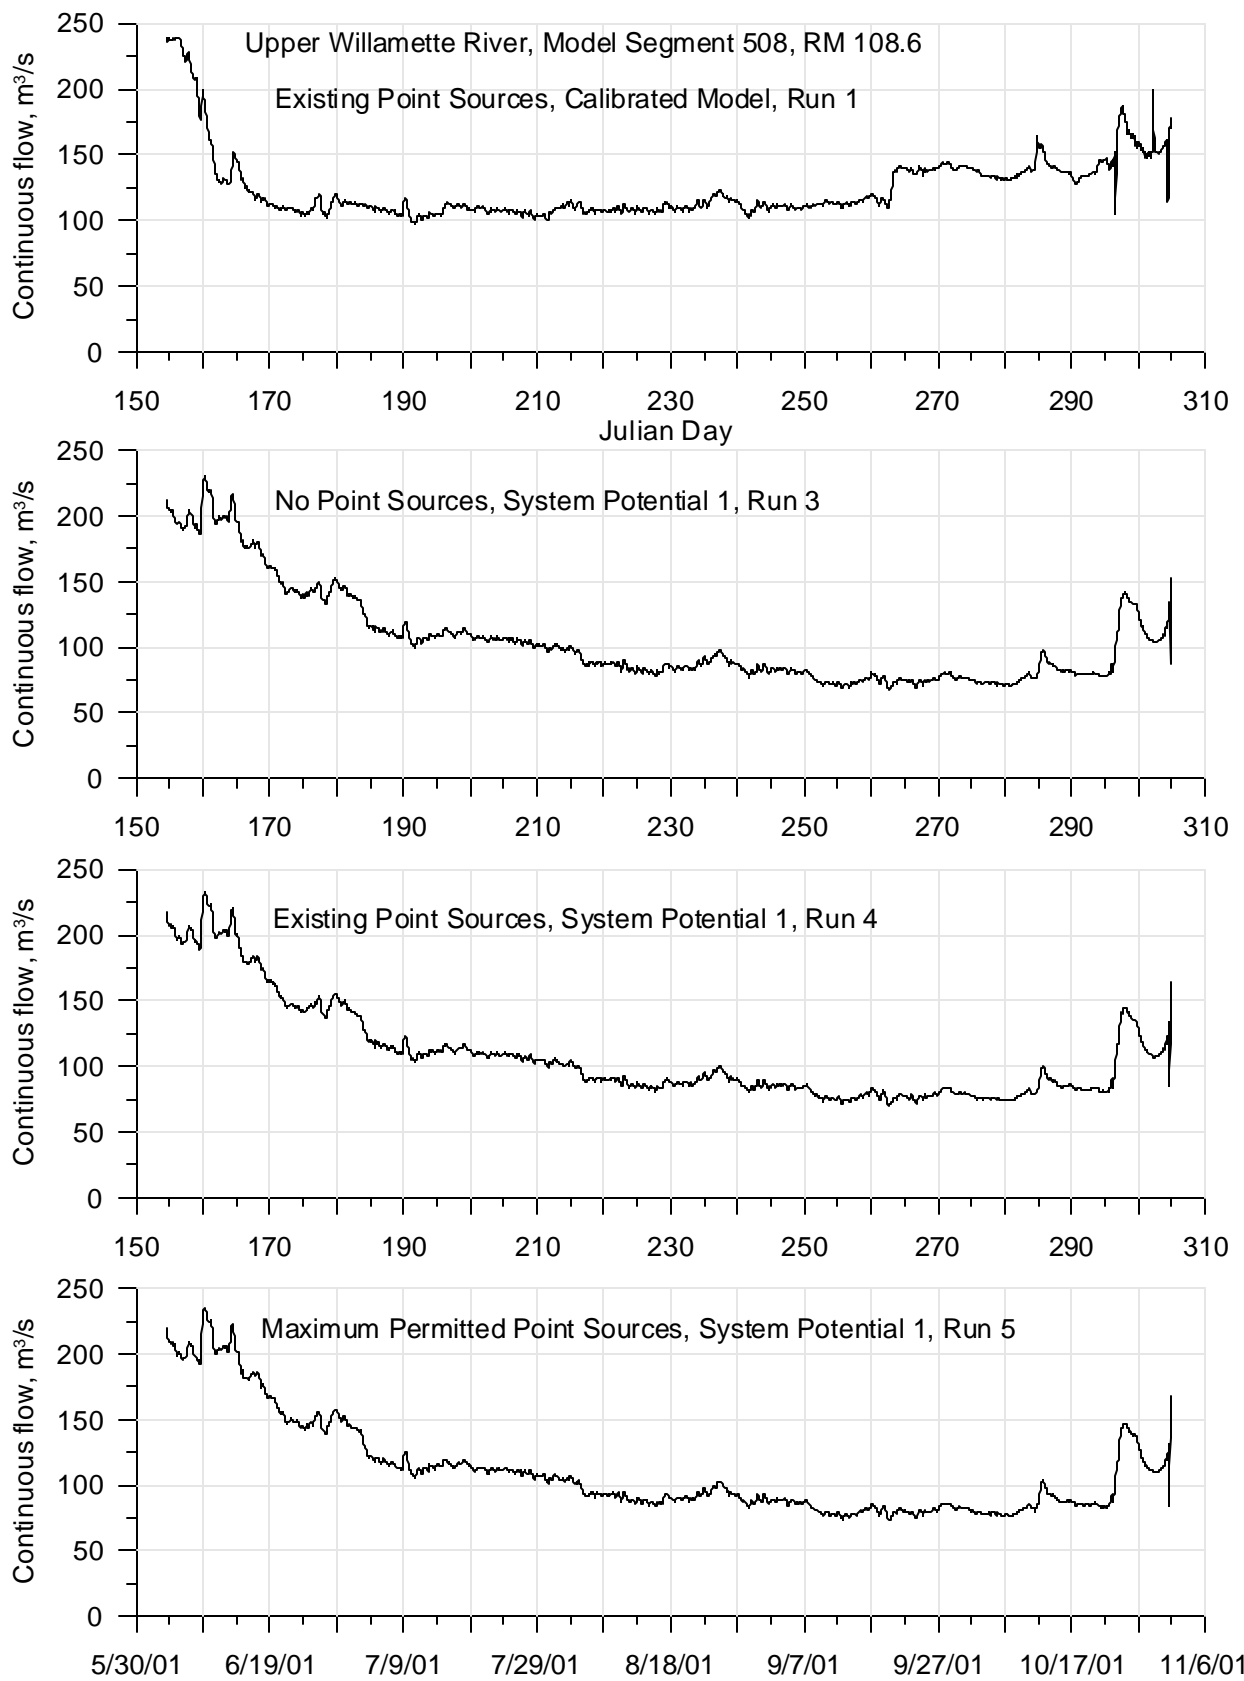 Upper Willamette River, Model Segment 508, RM 108.6
Existing Point Sources, Calibrated Model, Run 1
Continuous flow, m³/s
250
200
150
100
50
0
150 170 190 210 230 250 270 290 310
Julian Day
No Point Sources, System Potential 1, Run 3
Continuous flow, m³/s
250
200
150
100
50
0
150 170 190 210 230 250 270 290 310
Existing Point Sources, System Potential 1, Run 4
Continuous flow, m³/s
250
200
150
100
50
0
150 170 190 210 230 250 270 290 310
Maximum Permitted Point Sources, System Potential 1, Run 5
Continuous flow, m³/s
250
200
150
100
50
0
5/30/01 6/19/01 7/9/01 7/29/01 8/18/01 9/7/01 9/27/01 10/17/01 11/6/01